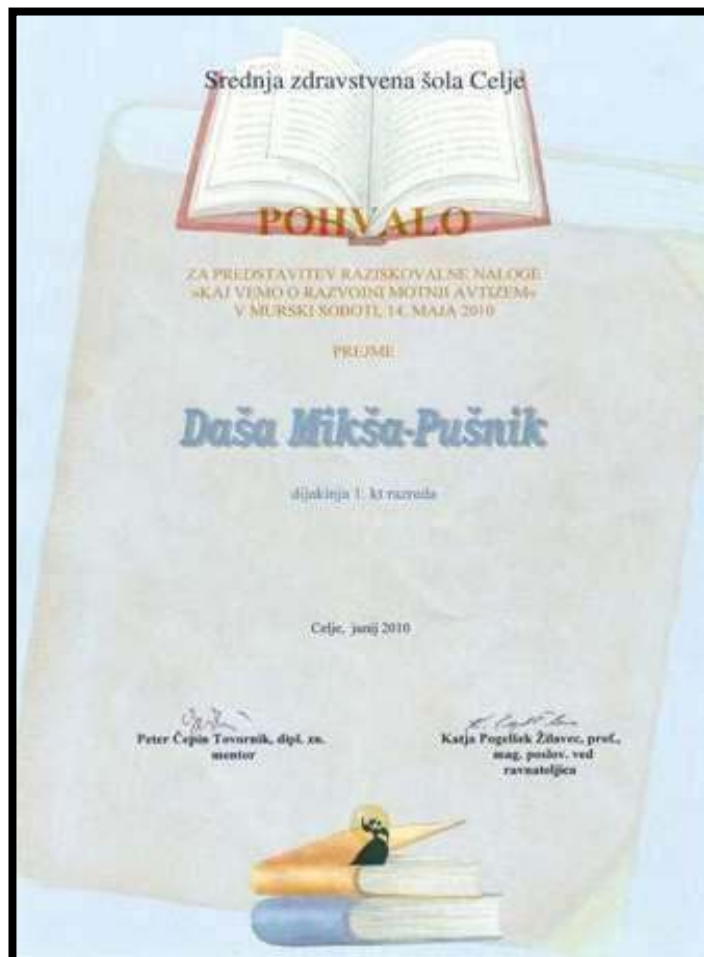 Srednja zdravstvena šola Celje
POHVALO
ZA PREDSTAVITEV RAZISKOVALNE NALOGE
»KAJ VEMO O RAZVOJNI MOTNJI AVTIZEM«
V MURSKI SOBOTI, 14. MAJA 2010
PREJME
Daša Mikša-Pušnik
dijakinja 1. kt razreda
Celje, junij 2010
Peter Čepin Tovornik, dipl. zn.
mentor
Katja Pogelšek Žilavec, prof.,
mag. poslov. ved
ravnateljica